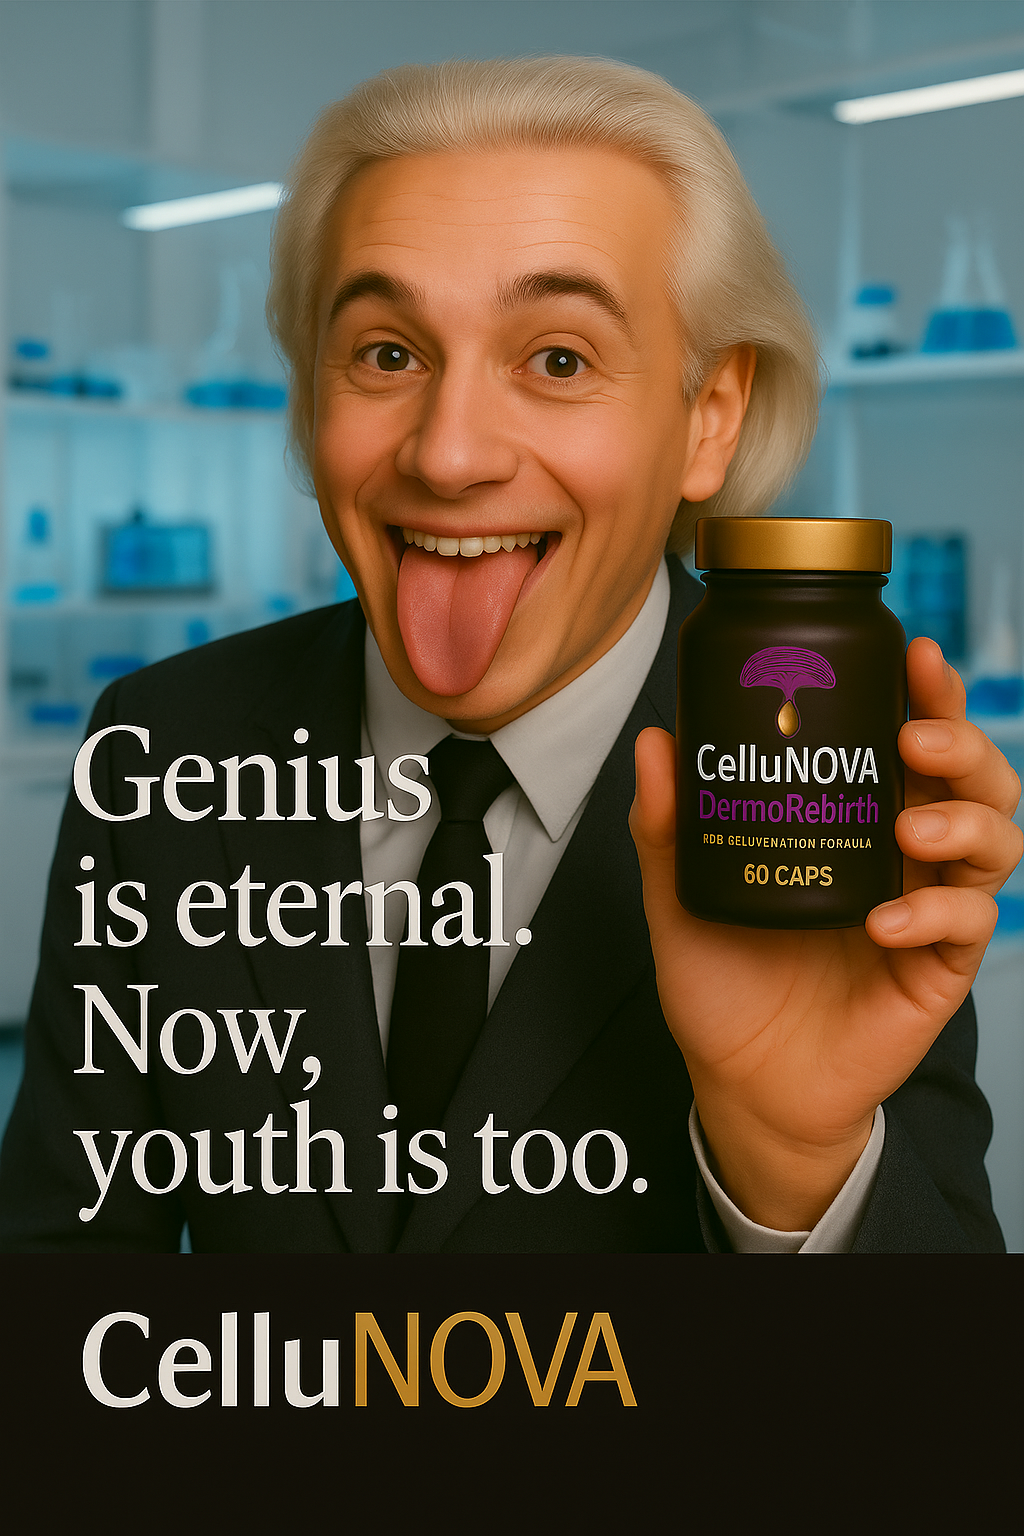 CelluNOVA
DermoRebirth
RDB GELUVENATION FORAULA
60 CAPS
Genius
is eternal.
Now,
youth is too.
CelluNOVA